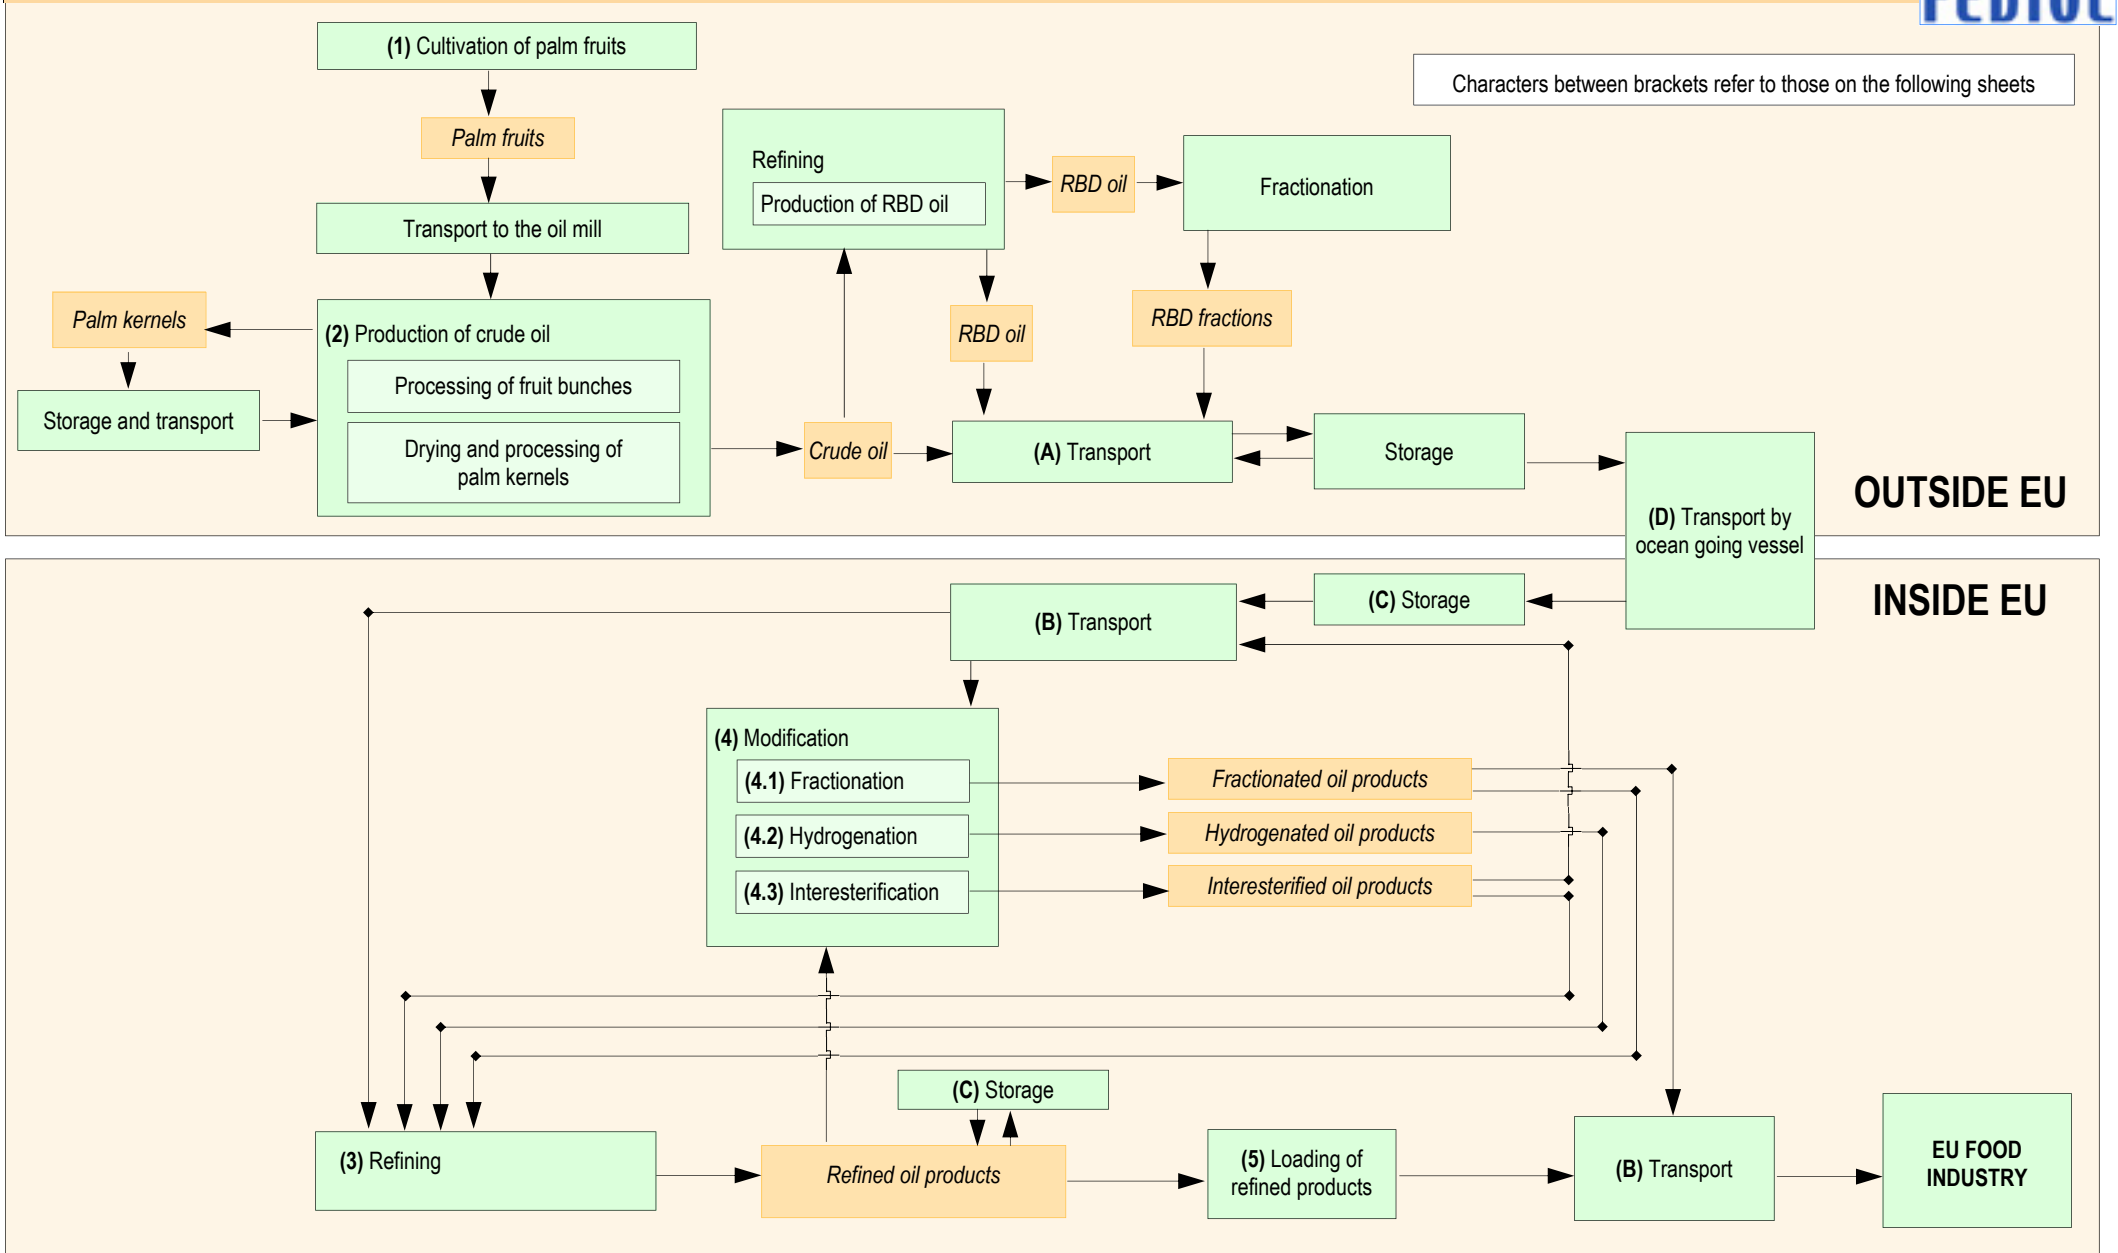 (1) Cultivation of palm fruits
Characters between brackets refer to those on the following sheets
Palm fruits
Refining
Production of RBD oil
RBD oil
Fractionation
Transport to the oil mill
Palm kernels
(2) Production of crude oil
Processing of fruit bunches
Drying and processing of
palm kernels
Storage and transport
RBD oil
RBD fractions
Crude oil
(A) Transport
Storage
(D) Transport by
ocean going vessel
OUTSIDE EU
INSIDE EU
(C) Storage
(B) Transport
(4) Modification
(4.1) Fractionation
Fractionated oil products
(4.2) Hydrogenation
Hydrogenated oil products
(4.3) Interesterification
Interesterified oil products
(C) Storage
(3) Refining
Refined oil products
(5) Loading of
refined products
(B) Transport
EU FOOD
INDUSTRY